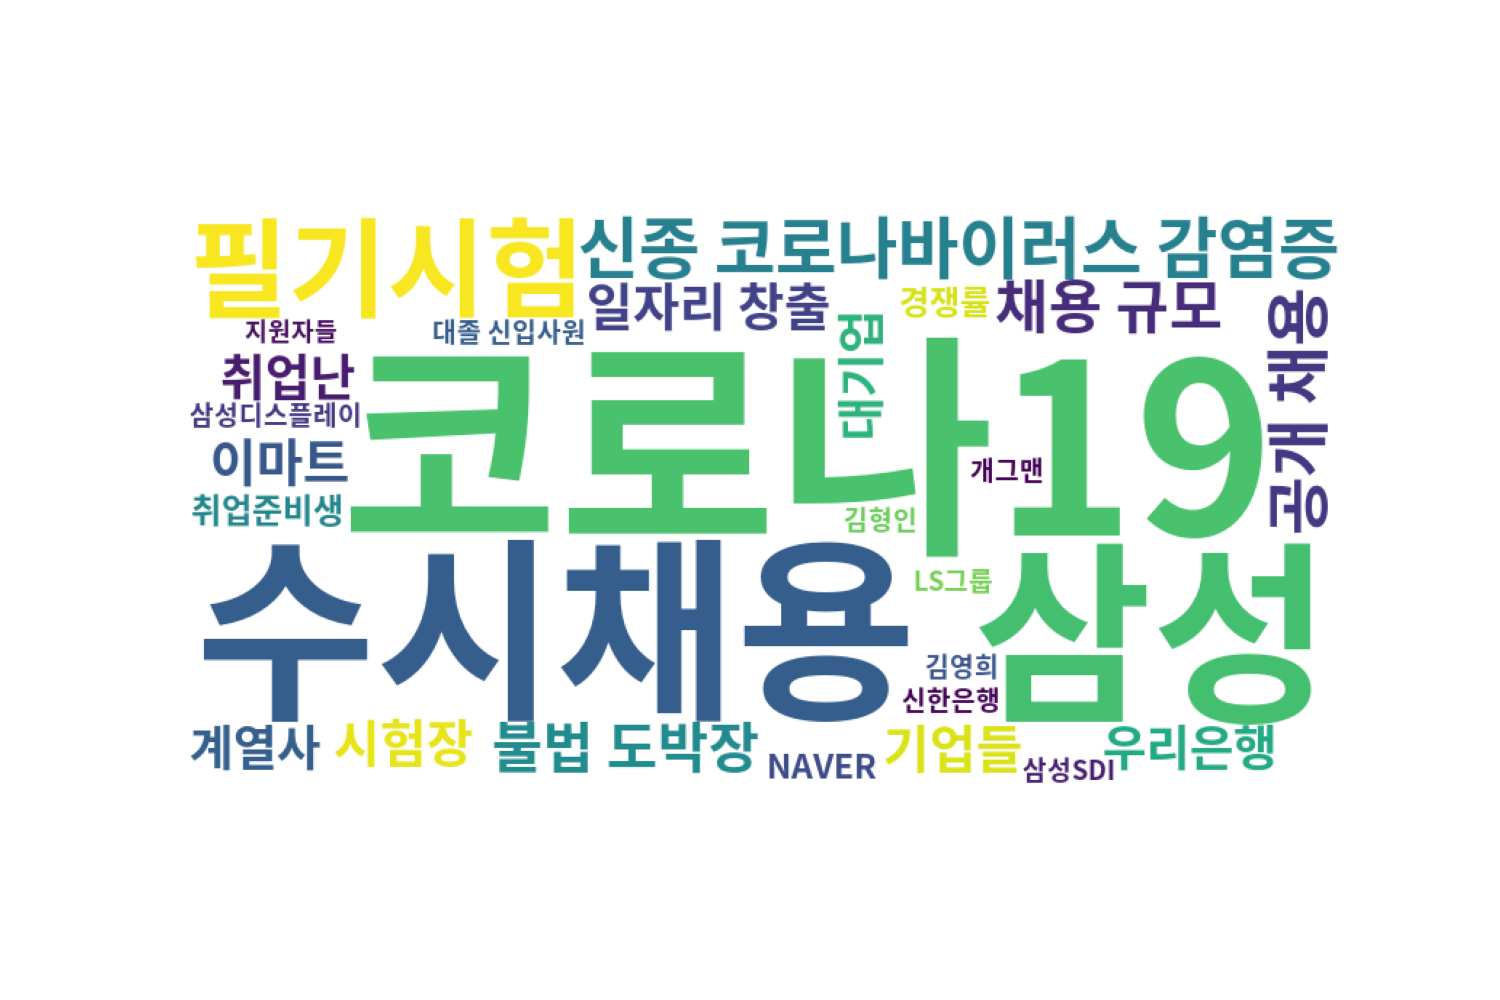 필기시험
신종 코로나바이러스 감염증
일자리 창출
경쟁률
채용 규모
지원자들
대졸 신입사원
대기업
공개 채용
취업난
코로나19
삼성디스플레이
이마트
개그맨
취업준비생
김형인
수시채용
LS그룹
삼성
김영희
신한은행
계열사
시험장
불법 도박장
NAVER
기업들
삼성SDI
우리은행